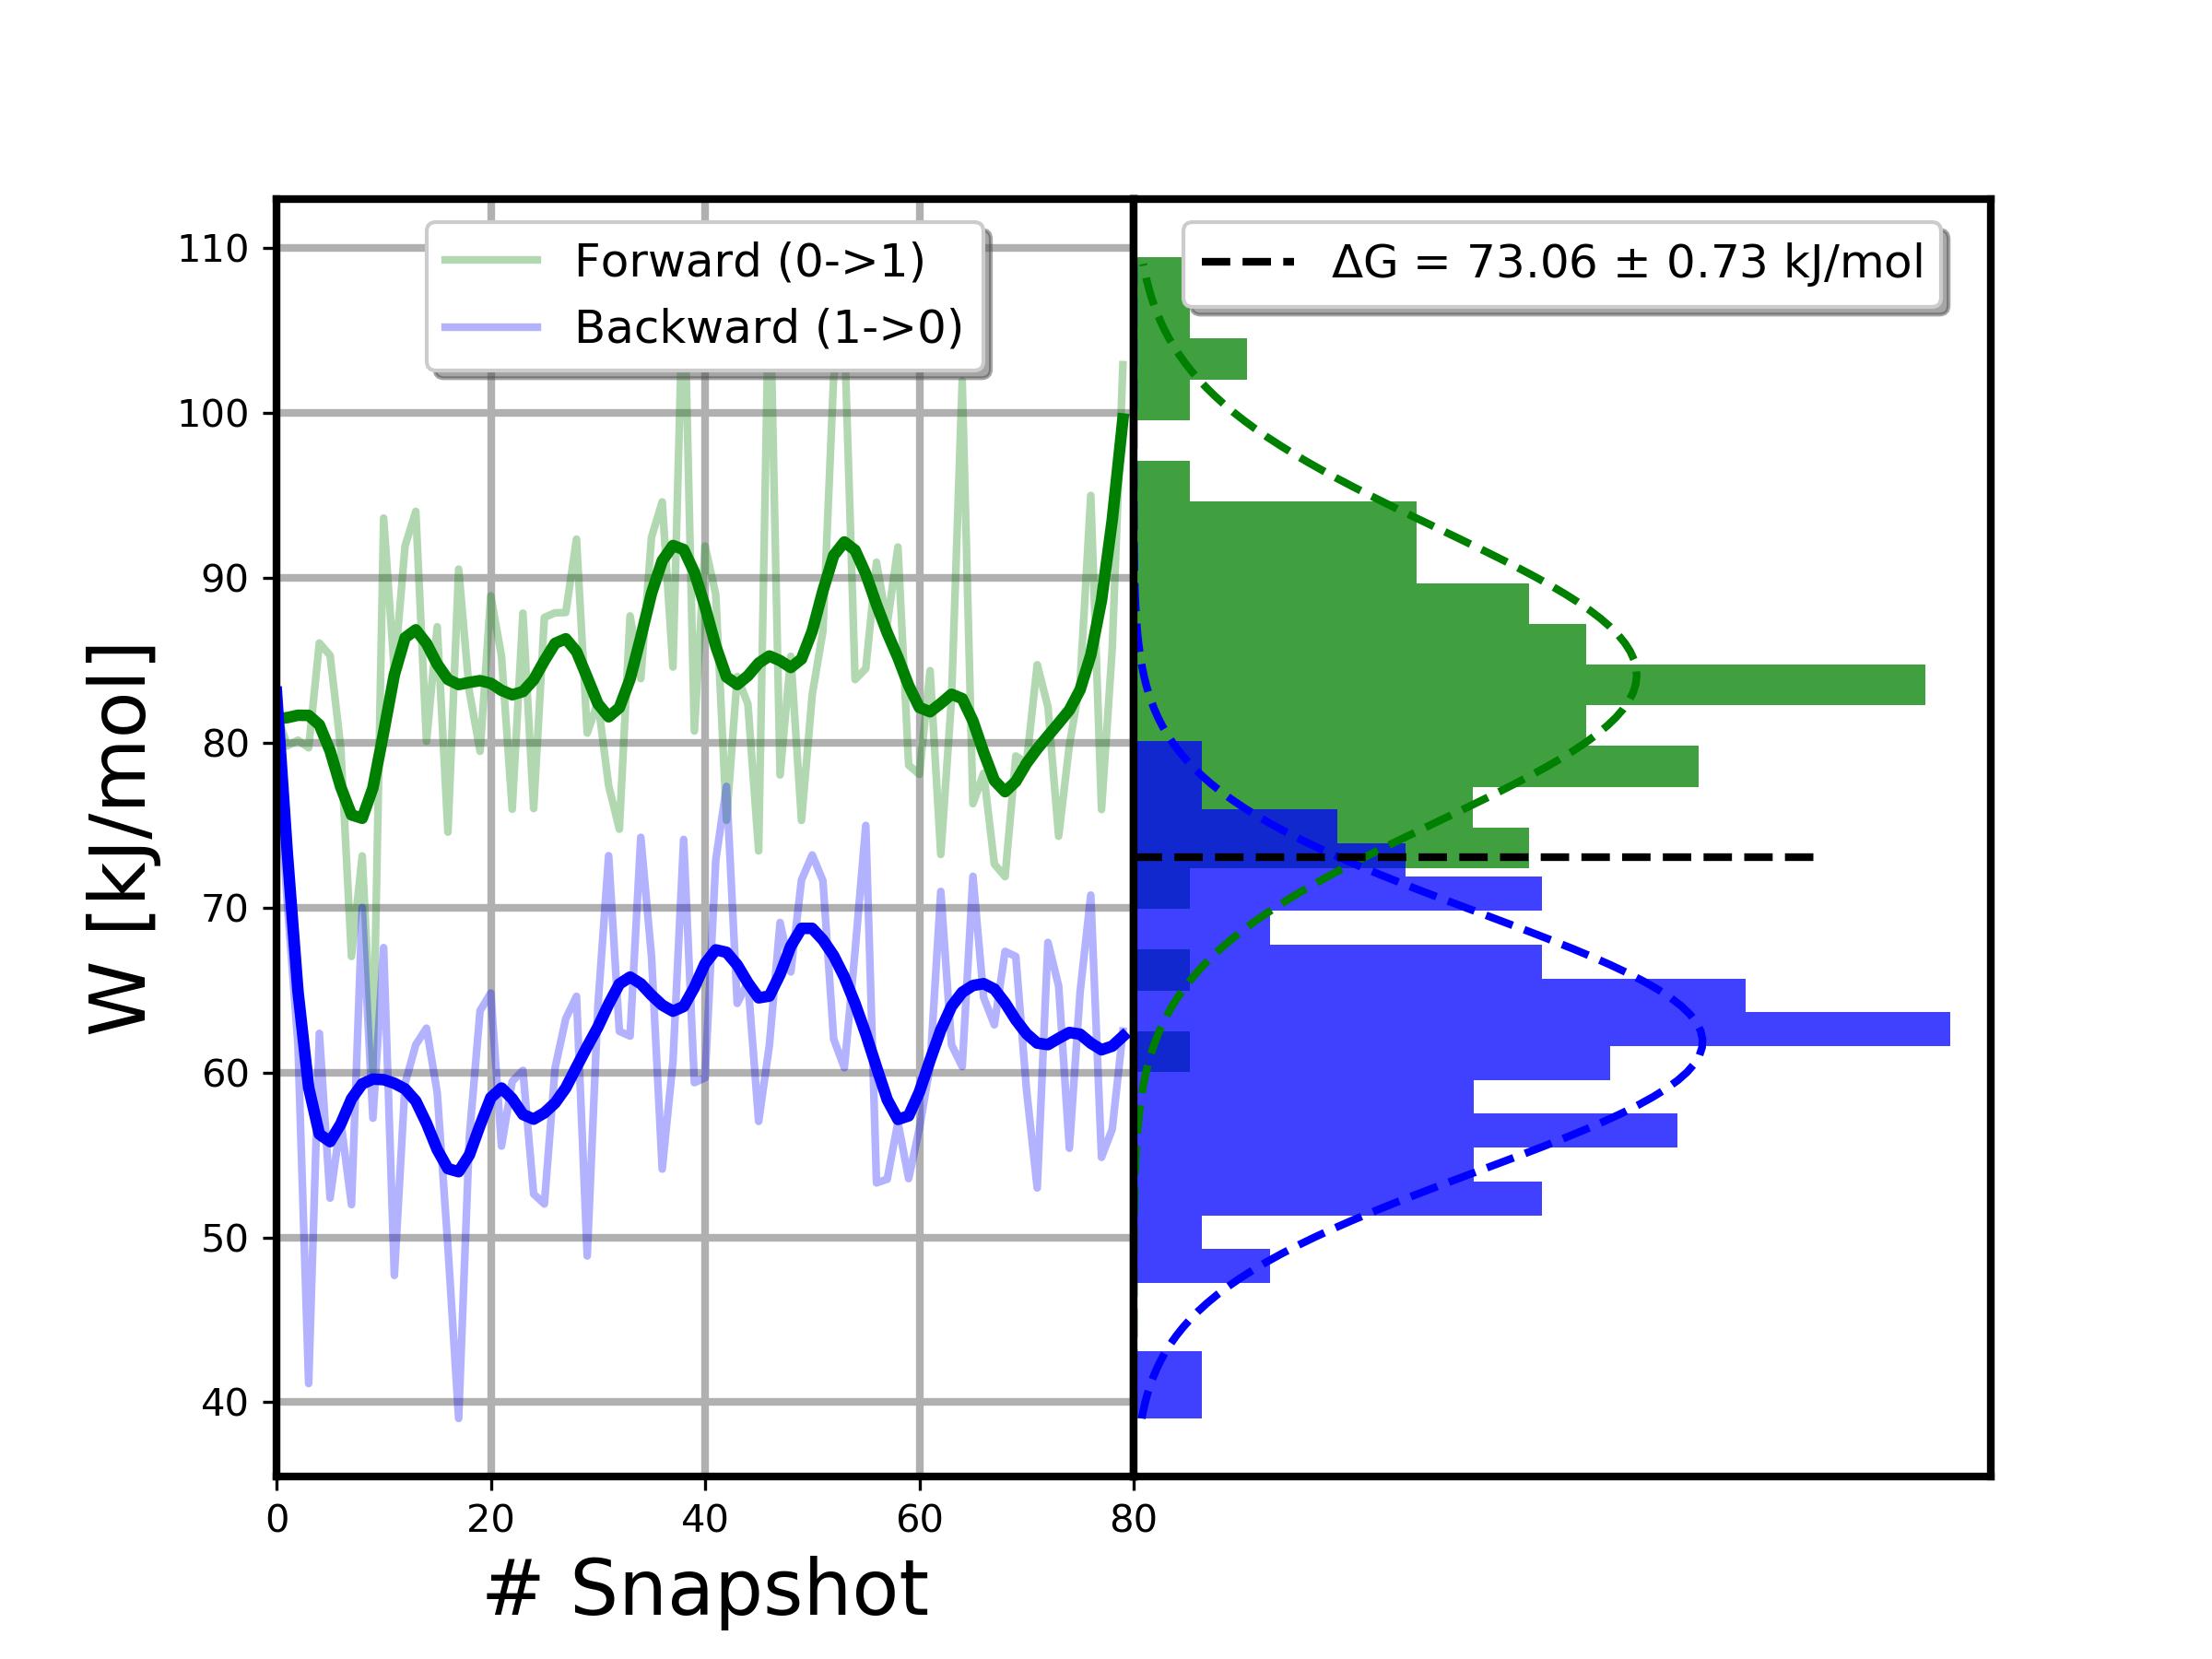 Forward (0->1)
Backward (1->0)
ΔG = 73.06 ± 0.73 kJ/mol
W [kJ/mol]
110
100
90
80
70
60
50
40
0 20 40 60 80
# Snapshot